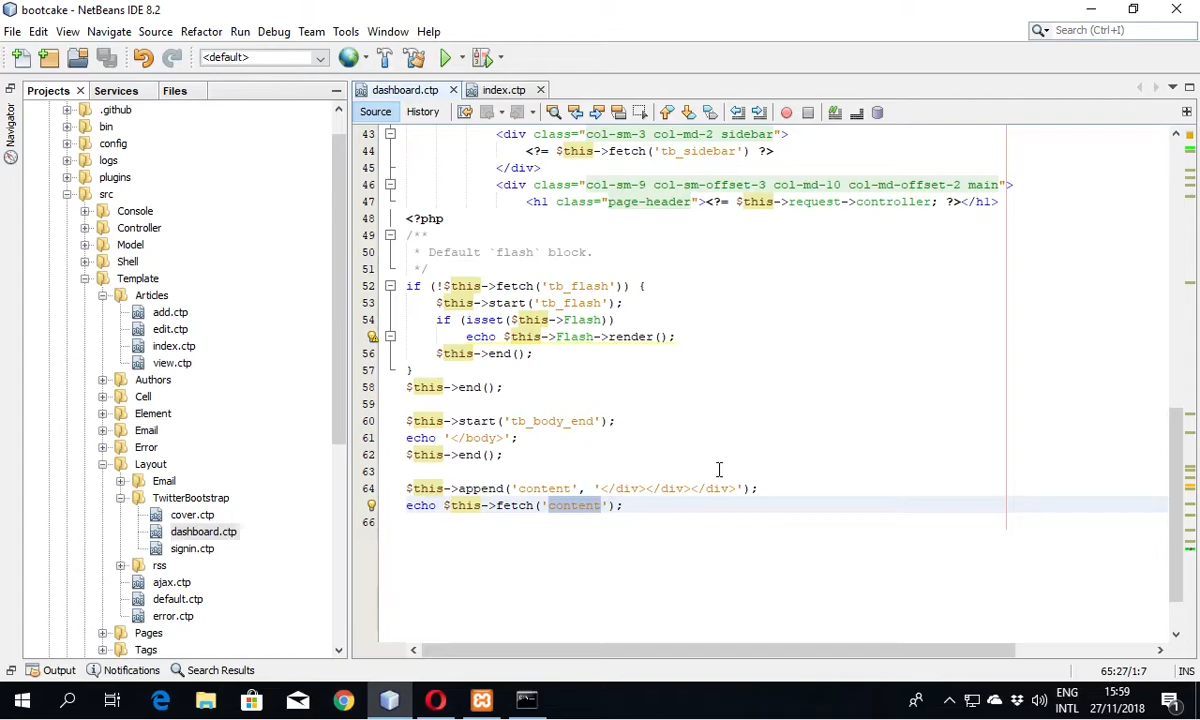 bootcake - NetBeans IDE 8.2
File Edit View Navigate Source Refactor Run Debug Team Tools Window Help
Search (Ctrl+I)
<default>
Projects Services Files
dashboard.ctp index.ctp
Navigator
Source History
.github
bin
config
logs
plugins
src
Console
Controller
Model
Shell
Template
Articles
add.ctp
edit.ctp
index.ctp
view.ctp
Authors
Cell
Element
Email
Error
Layout
Email
TwitterBootstrap
cover.ctp
dashboard.ctp
signin.ctp
rss
ajax.ctp
default.ctp
error.ctp
Pages
Tags
43 <div class="col-sm-3 col-md-2 sidebar">
44 <?= $this->fetch('tb_sidebar') ?>
45 </div>
46 <div class="col-sm-9 col-sm-offset-3 col-md-10 col-md-offset-2 main">
47 <h1 class="page-header"><?= $this->request->controller; ?></h1>
48 <?php
49 /**
50 * Default `flash` block.
51 */
52 if (!$this->fetch('tb_flash')) {
53 $this->start('tb_flash');
54 if (isset($this->Flash))
echo $this->Flash->render();
56 $this->end();
57 }
58 $this->end();
59
60 $this->start('tb_body_end');
61 echo '</body>';
62 $this->end();
63
64 $this->append('content', '</div></div></div>');
echo $this->fetch('content');
66
Output Notifications Search Results
65:27/1:7 INS
ENG
INTL
15:59
27/11/2018
1